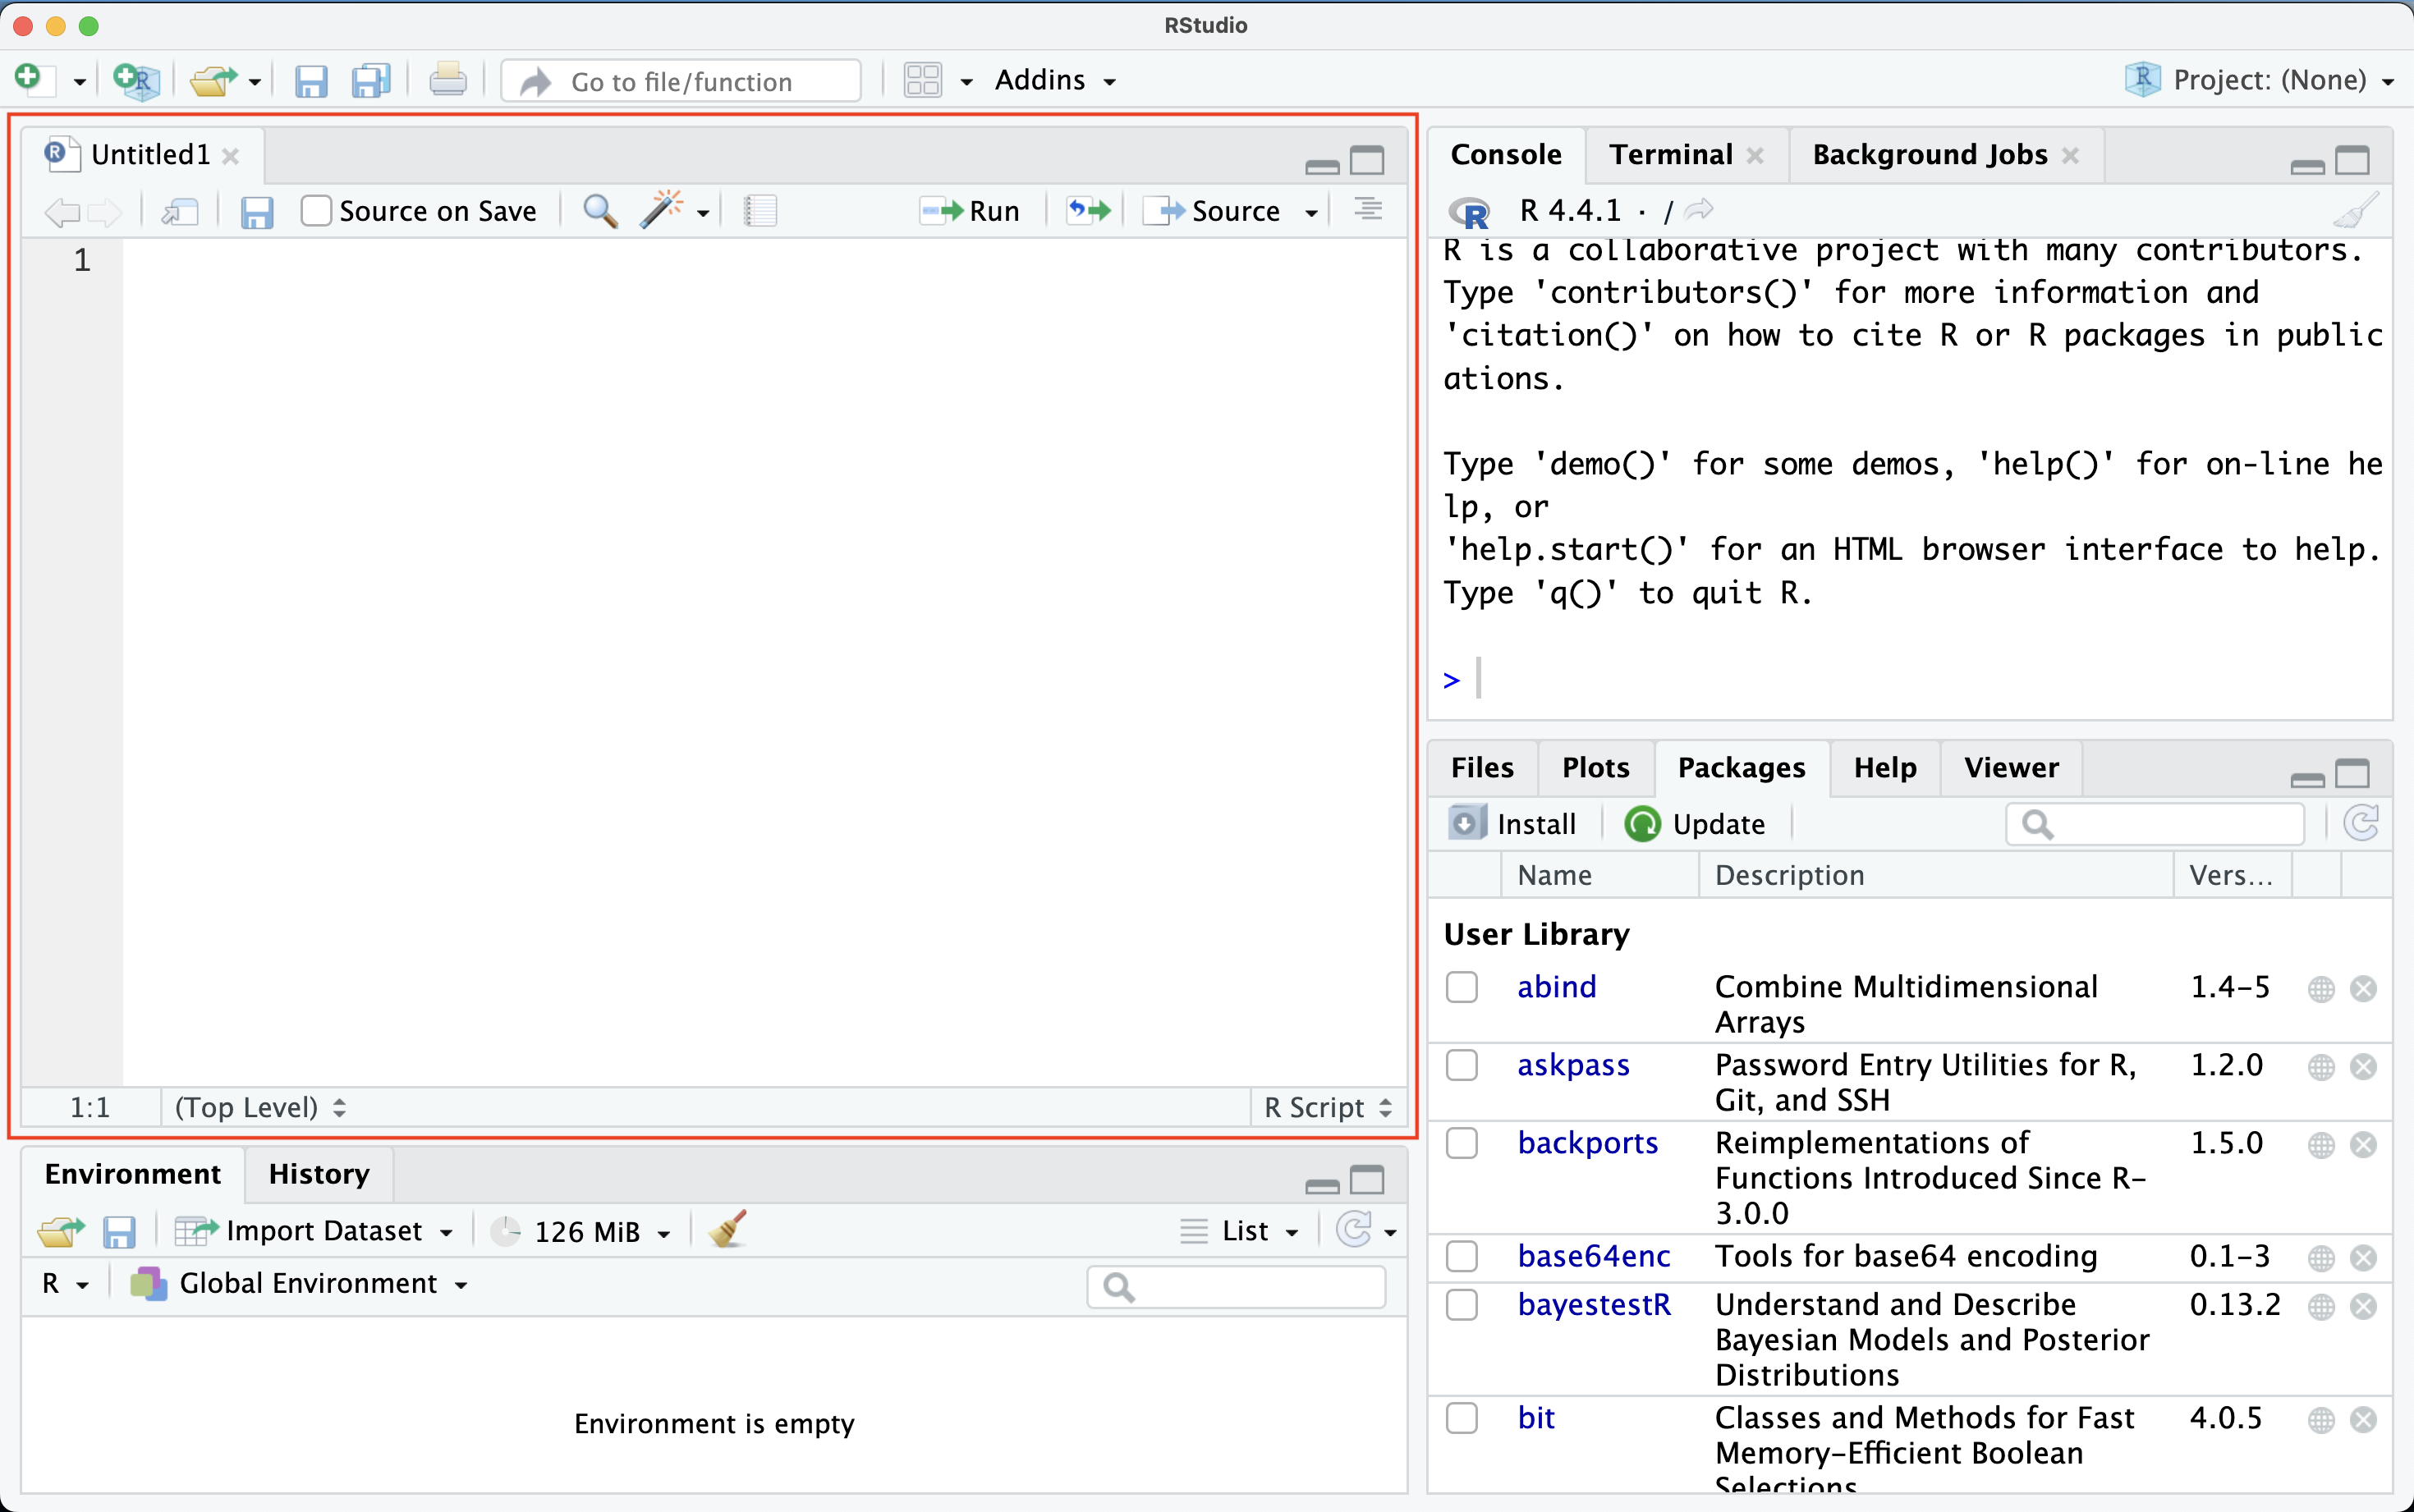 RStudio
Go to file/function
Addins
Project: (None)
Untitled1
Source on Save
Run
Source
1
1:1
(Top Level)
R Script
Environment
History
Import Dataset
126 MiB
List
R
Global Environment
Environment is empty
Console
Terminal
Background Jobs
R 4.4.1 · /
R is a collaborative project with many contributors.
Type 'contributors()' for more information and
'citation()' on how to cite R or R packages in public
ations.
Type 'demo()' for some demos, 'help()' for on-line he
lp, or
'help.start()' for an HTML browser interface to help.
Type 'q()' to quit R.
>
Files
Plots
Packages
Help
Viewer
Install
Update
Name
Description
Vers...
User Library
abind
Combine Multidimensional
Arrays
1.4-5
askpass
Password Entry Utilities for R,
Git, and SSH
1.2.0
backports
Reimplementations of
Functions Introduced Since R-
3.0.0
1.5.0
base64enc
Tools for base64 encoding
0.1-3
bayestestR
Understand and Describe
Bayesian Models and Posterior
Distributions
0.13.2
bit
Classes and Methods for Fast
Memory-Efficient Boolean
Selections
4.0.5